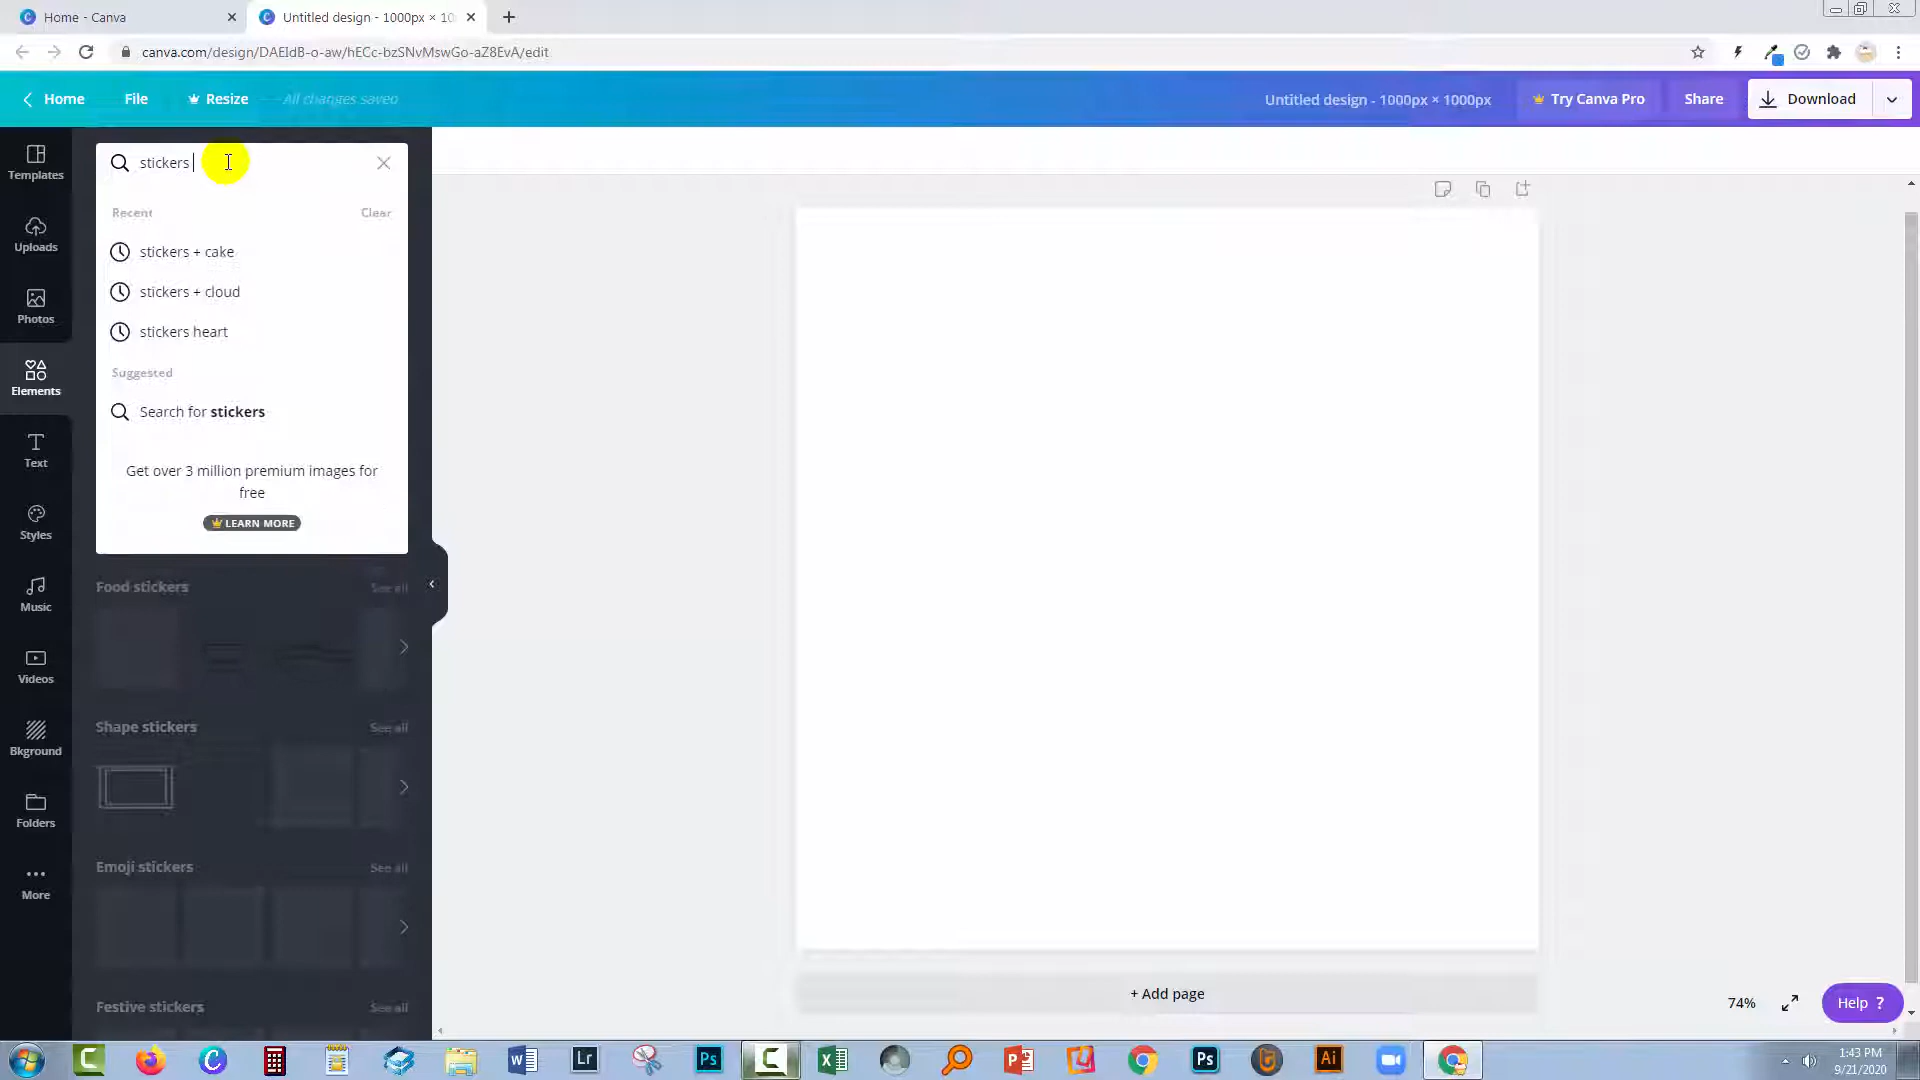 Home - Canva
Untitled design - 1000px × 10
canva.com/design/DAEIdB-o-aw/hECc-bzSNvMswGo-aZ8EvA/edit
Home
File
Resize
All changes saved
Untitled design - 1000px × 1000px
Try Canva Pro
Share
Download
Templates
Uploads
Photos
Elements
Text
Styles
Music
Videos
Bkground
Folders
More
stickers
Recent
Clear
stickers + cake
stickers + cloud
stickers heart
Suggested
Search for stickers
Get over 3 million premium images for
free
LEARN MORE
Food stickers
See all
Shape stickers
See all
Emoji stickers
See all
Festive stickers
See all
+ Add page
74%
Help ?
Lr
Ps
Ps
Ai
1:43 PM
9/21/2020